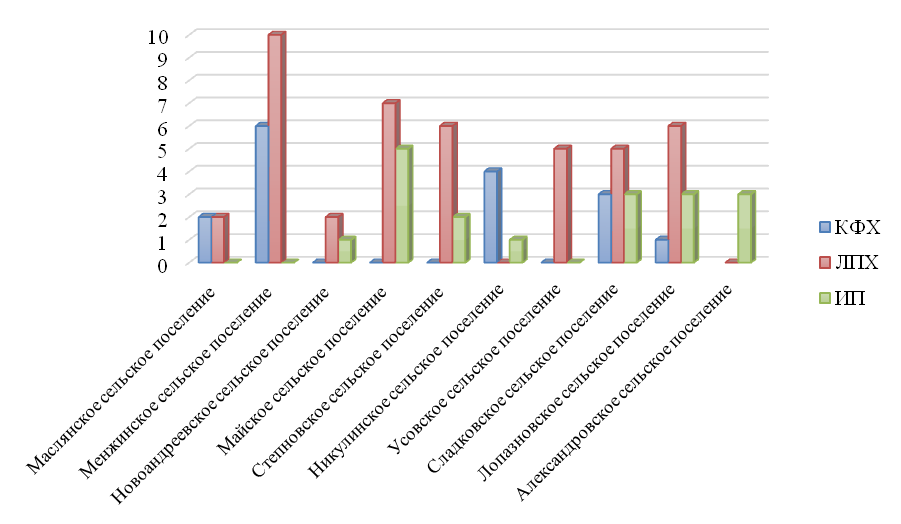 10
9
8
7
6
5
4
3
2
1
0
Маслянское сельское поселение
Менжинское сельское поселение
Новоандреевское сельское поселение
Майское сельское поселение
Степновское сельское поселение
Никулинское сельское поселение
Усовское сельское поселение
Сладковское сельское поселение
Лопазновское сельское поселение
Александровское сельское поселение
КФХ
ЛПХ
ИП